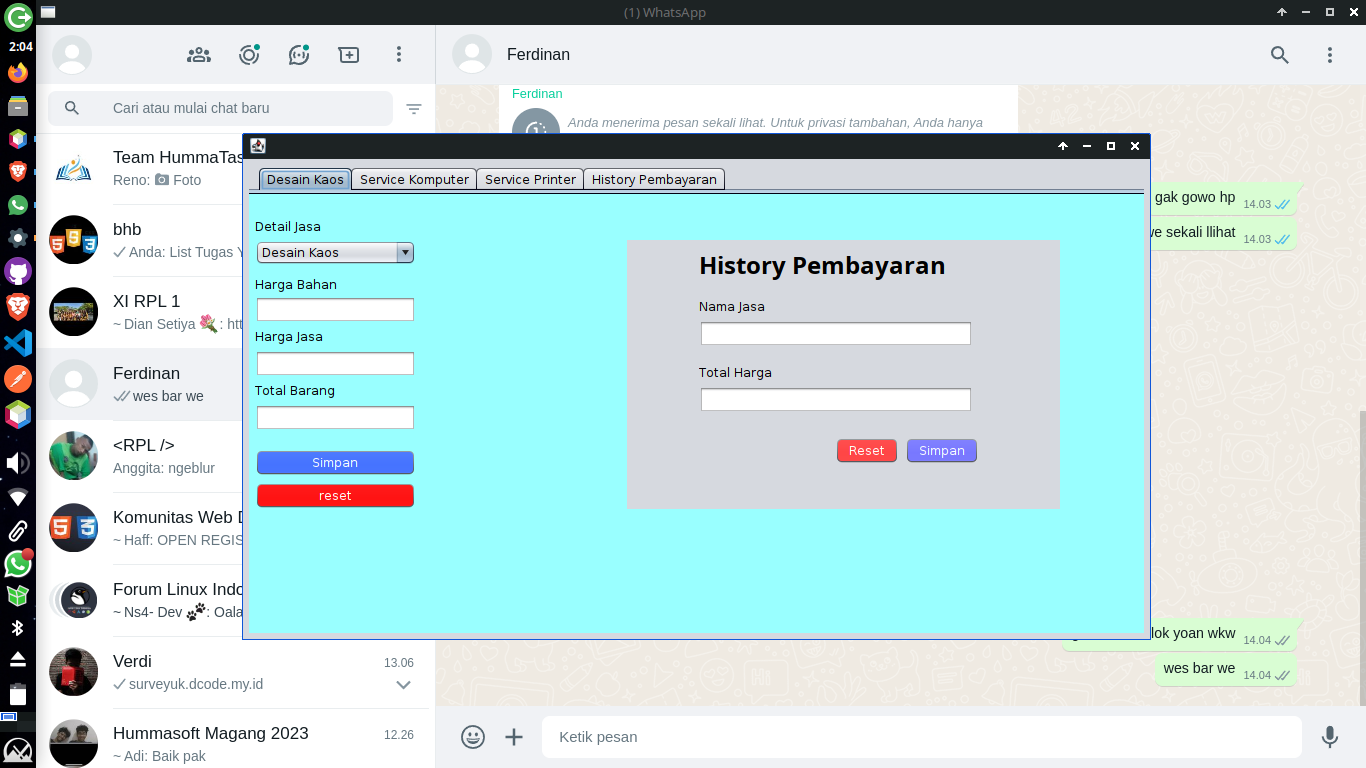 (1) WhatsApp
2:04
Cari atau mulai chat baru
Team HummaTas
Reno: Foto
bhb
Anda: List Tugas Y
XI RPL 1
~ Dian Setiya : htt
Ferdinan
wes bar we
<RPL />
Anggita: ngeblur
Komunitas Web D
~ Haff: OPEN REGIS
Forum Linux Indo
~ Ns4- Dev : Oala
Verdi
13.06
surveyuk.dcode.my.id
Hummasoft Magang 2023
12.26
~ Adi: Baik pak
Ferdinan
Ferdinan
Anda menerima pesan sekali lihat. Untuk privasi tambahan, Anda hanya
gak gowo hp
14.03
we sekali llihat
14.03
lok yoan wkw
14.04
wes bar we
14.04
Ketik pesan
Desain Kaos
Service Komputer
Service Printer
History Pembayaran
Detail Jasa
Desain Kaos
Harga Bahan
Harga Jasa
Total Barang
Simpan
reset
History Pembayaran
Nama Jasa
Total Harga
Reset
Simpan